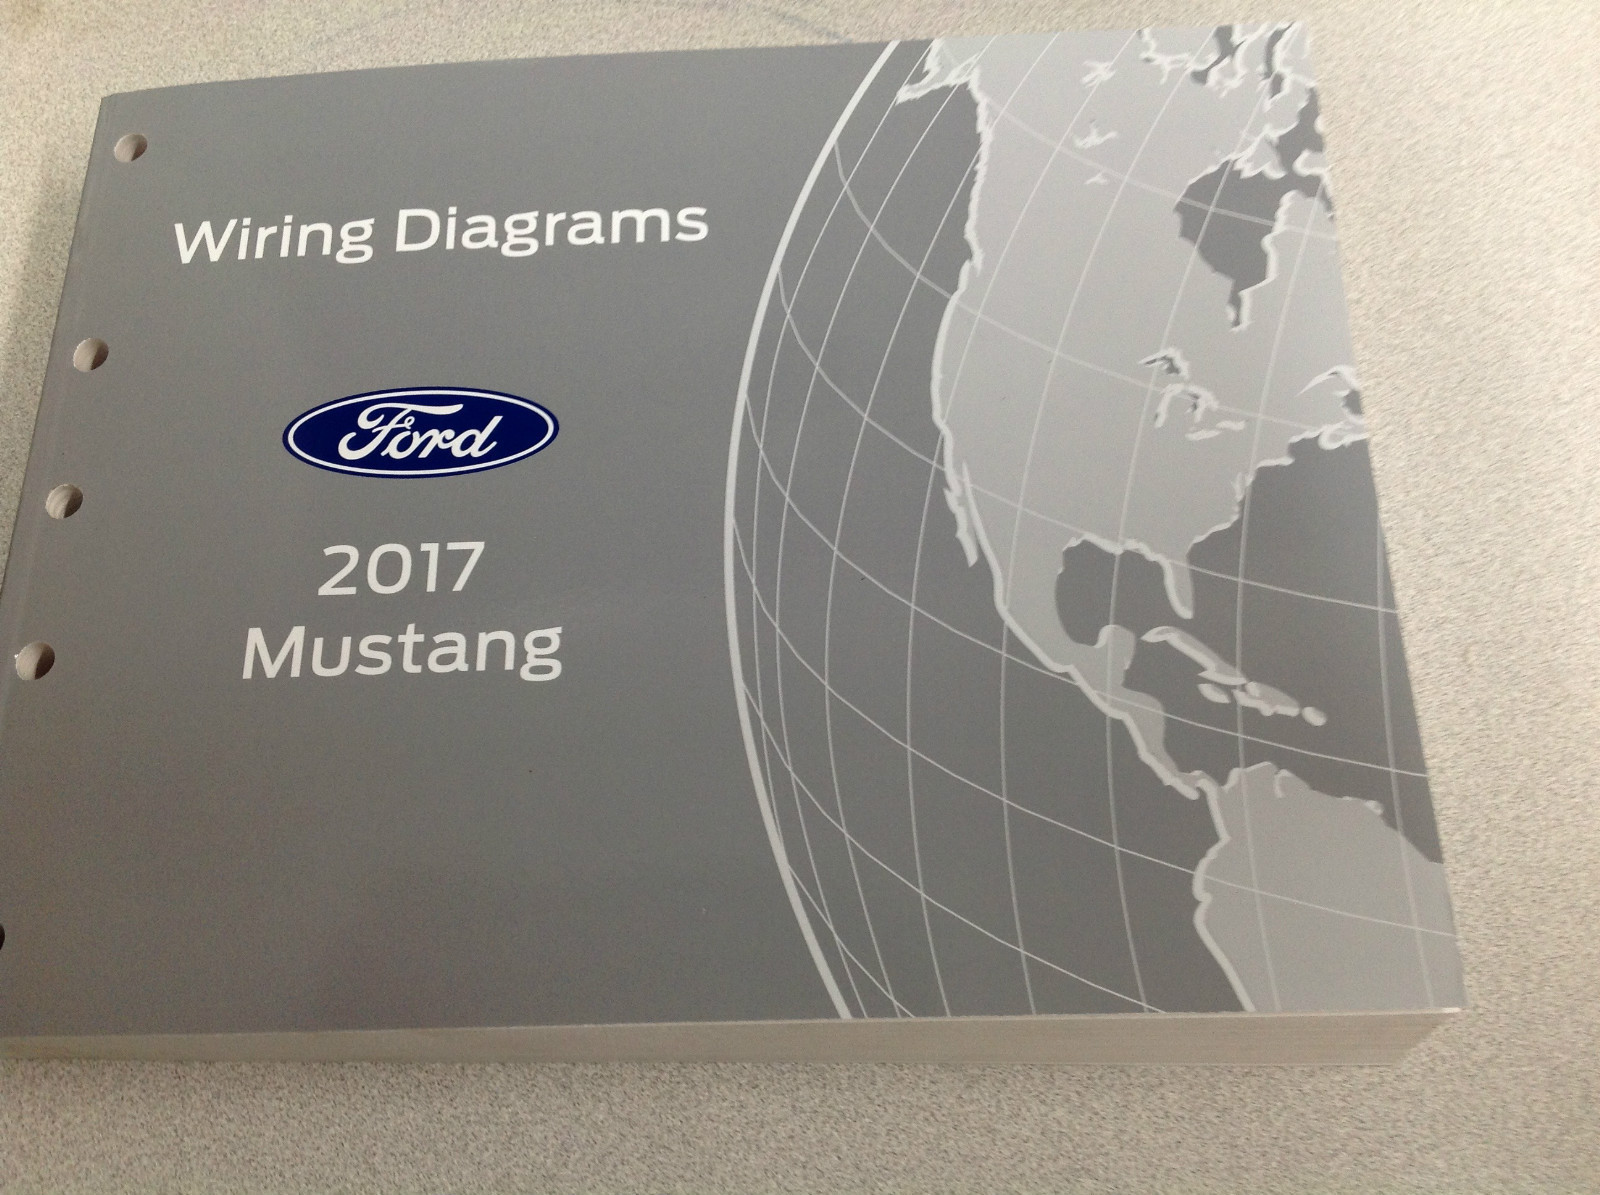 Wiring Diagrams
Ford
2017
Mustang